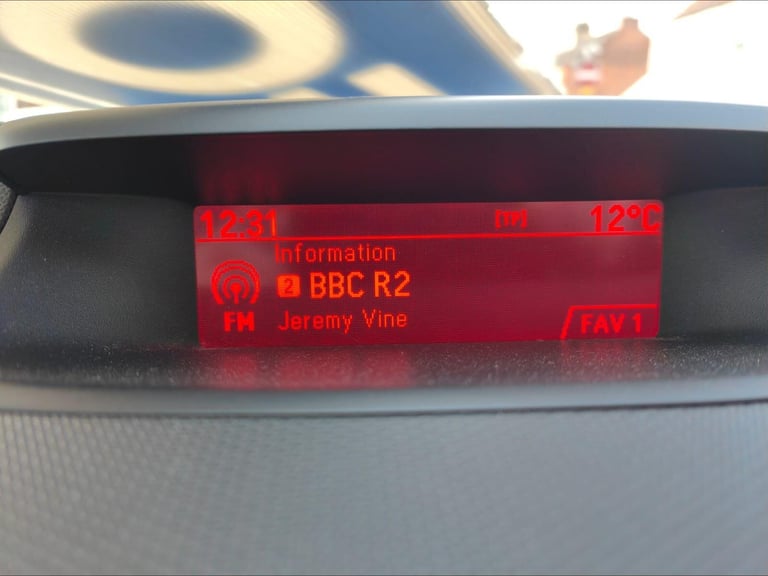 12:31 [TP] 12°C
Information
2 BBC R2
FM Jeremy Vine
FAV 1